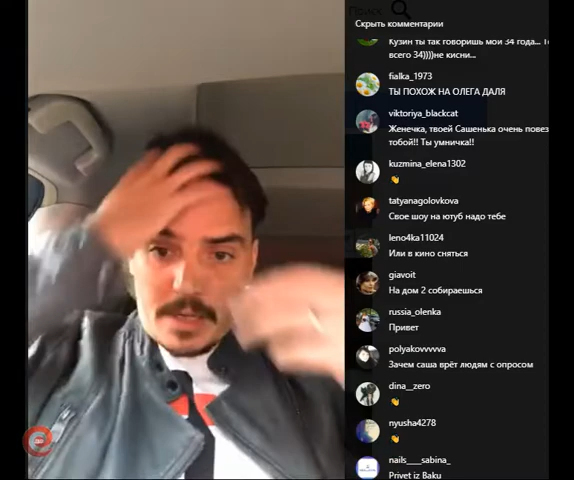 Поиск
Скрыть комментарии
Кузин ты так говоришь мои 34 года...
всего 34))))не кисни...
fialka_1973
ТЫ ПОХОЖ НА ОЛЕГА ДАЛЯ
viktoriya_blackcat
Женечка, твоей Сашенька очень повез
тобой!! Ты умничка!!
kuzmina_elena1302
tatyanagolovkova
Свое шоу на ютуб надо тебе
leno4ka11024
Или в кино сняться
giavoit
На дом 2 собираешься
russia_olenka
Привет
polyakovvvvva
Зачем саша врёт людям с опросом
dina__zero
nyusha4278
nails____sabina_
Privet iz Baku